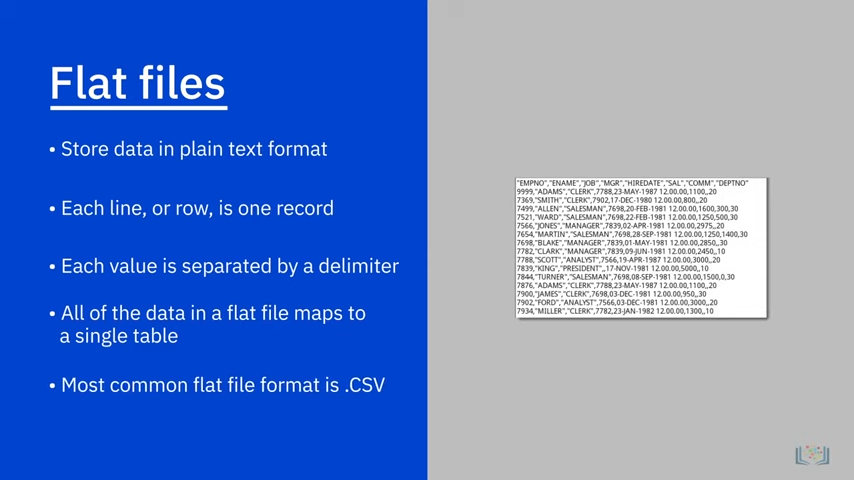 Flat files
• Store data in plain text format
• Each line, or row, is one record
• Each value is separated by a delimiter
• All of the data in a flat file maps to
a single table
• Most common flat file format is .CSV
"EMPNO","ENAME","JOB","MGR","HIREDATE","SAL","COMM","DEPTNO"
9999,"ADAMS","CLERK",7788,23-MAY-1987 12.00.00,1100,,20
7369,"SMITH","CLERK",7902,17-DEC-1980 12.00.00,800,,20
7499,"ALLEN","SALESMAN",7698,20-FEB-1981 12.00.00,1600,300,30
7521,"WARD","SALESMAN",7698,22-FEB-1981 12.00.00,1250,500,30
7566,"JONES","MANAGER",7839,02-APR-1981 12.00.00,2975,,20
7654,"MARTIN","SALESMAN",7698,28-SEP-1981 12.00.00,1250,1400,30
7698,"BLAKE","MANAGER",7839,01-MAY-1981 12.00.00,2850,,30
7782,"CLARK","MANAGER",7839,09-JUN-1981 12.00.00,2450,,10
7788,"SCOTT","ANALYST",7566,19-APR-1987 12.00.00,3000,,20
7839,"KING","PRESIDENT",,17-NOV-1981 12.00.00,5000,,10
7844,"TURNER","SALESMAN",7698,08-SEP-1981 12.00.00,1500,0,30
7876,"ADAMS","CLERK",7788,23-MAY-1987 12.00.00,1100,,20
7900,"JAMES","CLERK",7698,03-DEC-1981 12.00.00,950,,30
7902,"FORD","ANALYST",7566,03-DEC-1981 12.00.00,3000,,20
7934,"MILLER","CLERK",7782,23-JAN-1982 12.00.00,1300,,10